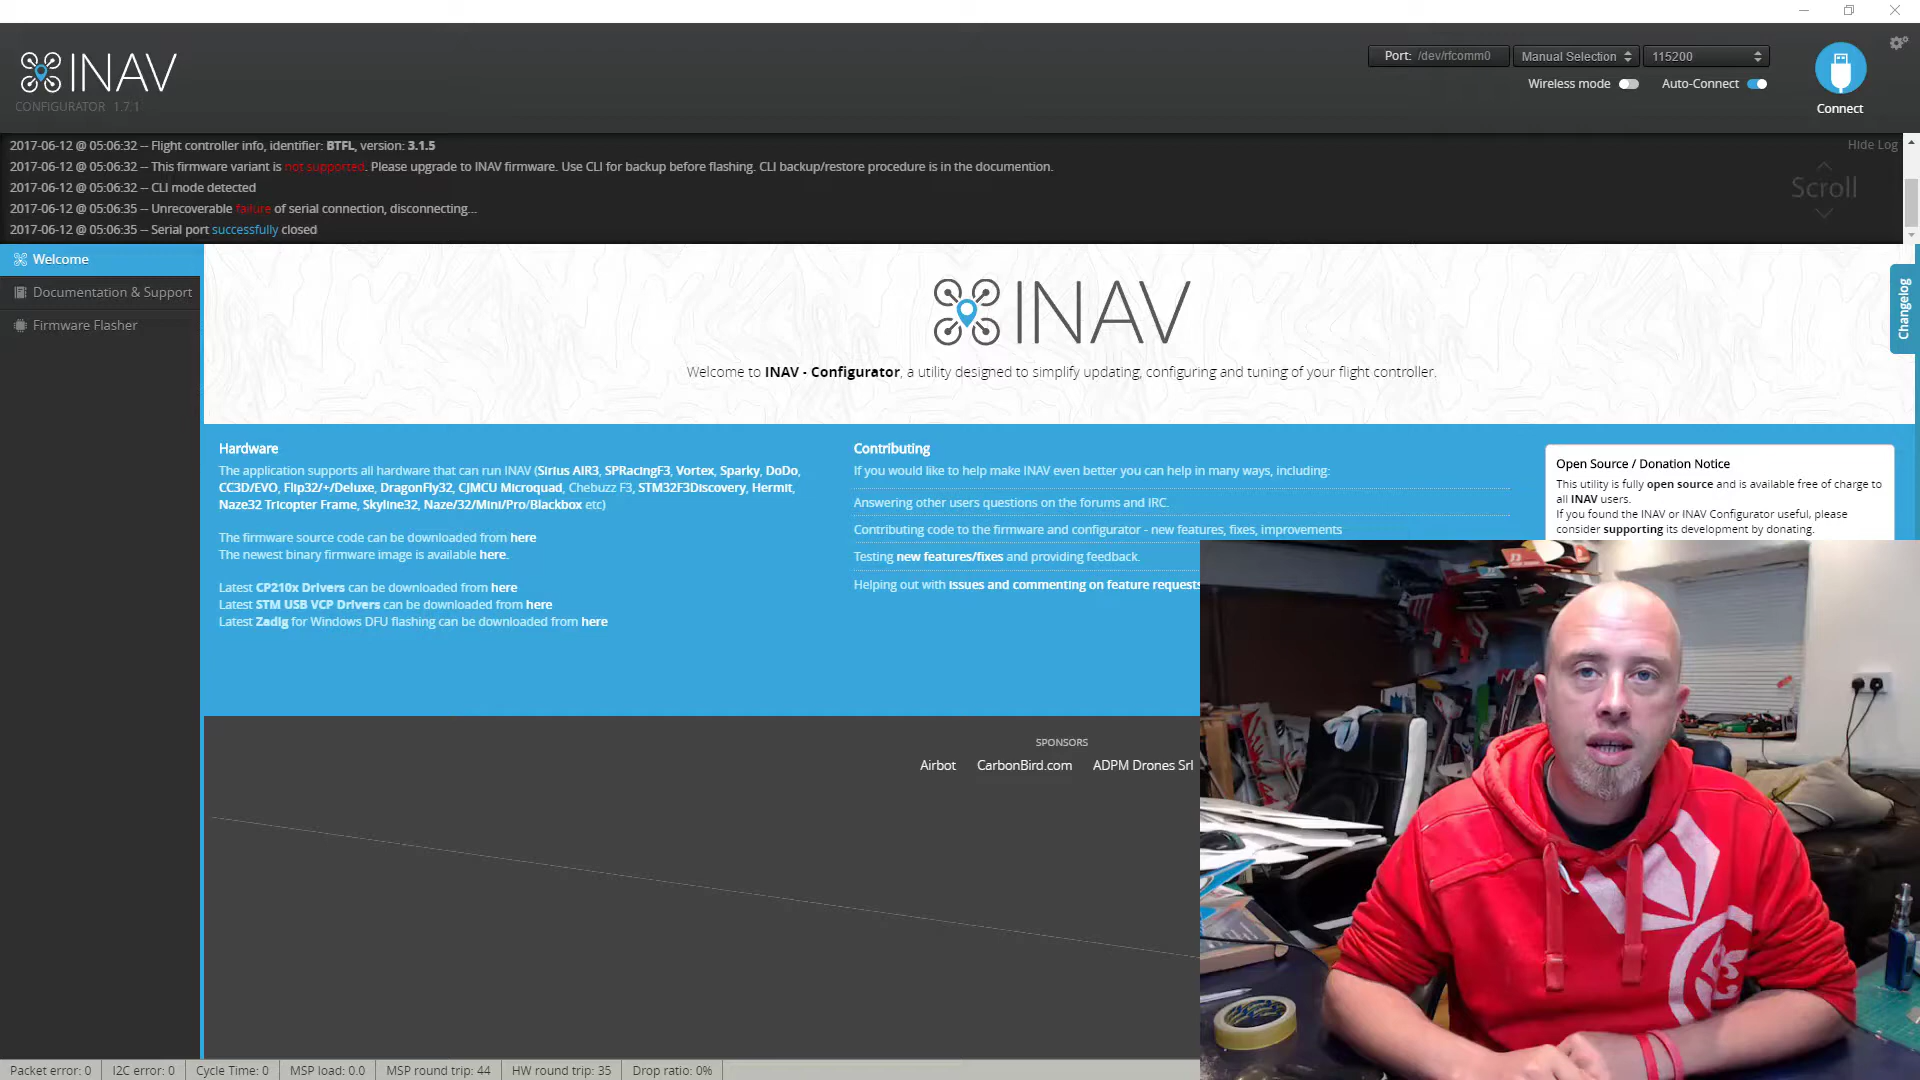 INAV
CONFIGURATOR 1.7.1
Port: /dev/rfcomm0
Manual Selection
115200
Wireless mode
Auto-Connect
Connect
2017-06-12 @ 05:06:32 -- Flight controller info, identifier: BTFL, version: 3.1.5
2017-06-12 @ 05:06:32 -- This firmware variant is not supported. Please upgrade to INAV firmware. Use CLI for backup before flashing. CLI backup/restore procedure is in the documention.
2017-06-12 @ 05:06:32 -- CLI mode detected
2017-06-12 @ 05:06:35 -- Unrecoverable failure of serial connection, disconnecting...
2017-06-12 @ 05:06:35 -- Serial port successfully closed
Hide Log
Scroll
Welcome
Documentation & Support
Firmware Flasher
INAV
Welcome to INAV - Configurator, a utility designed to simplify updating, configuring and tuning of your flight controller.
Changelog
Hardware
The application supports all hardware that can run INAV (Sirius AIR3, SPRacingF3, Vortex, Sparky, DoDo,
CC3D/EVO, Flip32/+/Deluxe, DragonFly32, CJMCU Microquad, Chebuzz F3, STM32F3Discovery, Hermit,
Naze32 Tricopter Frame, Skyline32, Naze/32/Mini/Pro/Blackbox etc)
The firmware source code can be downloaded from here
The newest binary firmware image is available here.
Latest CP210x Drivers can be downloaded from here
Latest STM USB VCP Drivers can be downloaded from here
Latest Zadig for Windows DFU flashing can be downloaded from here
Contributing
If you would like to help make INAV even better you can help in many ways, including:
Answering other users questions on the forums and IRC.
Contributing code to the firmware and configurator - new features, fixes, improvements
Testing new features/fixes and providing feedback.
Helping out with issues and commenting on feature requests
Open Source / Donation Notice
This utility is fully open source and is available free of charge to
all INAV users.
If you found the INAV or INAV Configurator useful, please
consider supporting its development by donating.
SPONSORS
Airbot CarbonBird.com ADPM Drones Srl
Packet error: 0
I2C error: 0
Cycle Time: 0
MSP load: 0.0
MSP round trip: 44
HW round trip: 35
Drop ratio: 0%